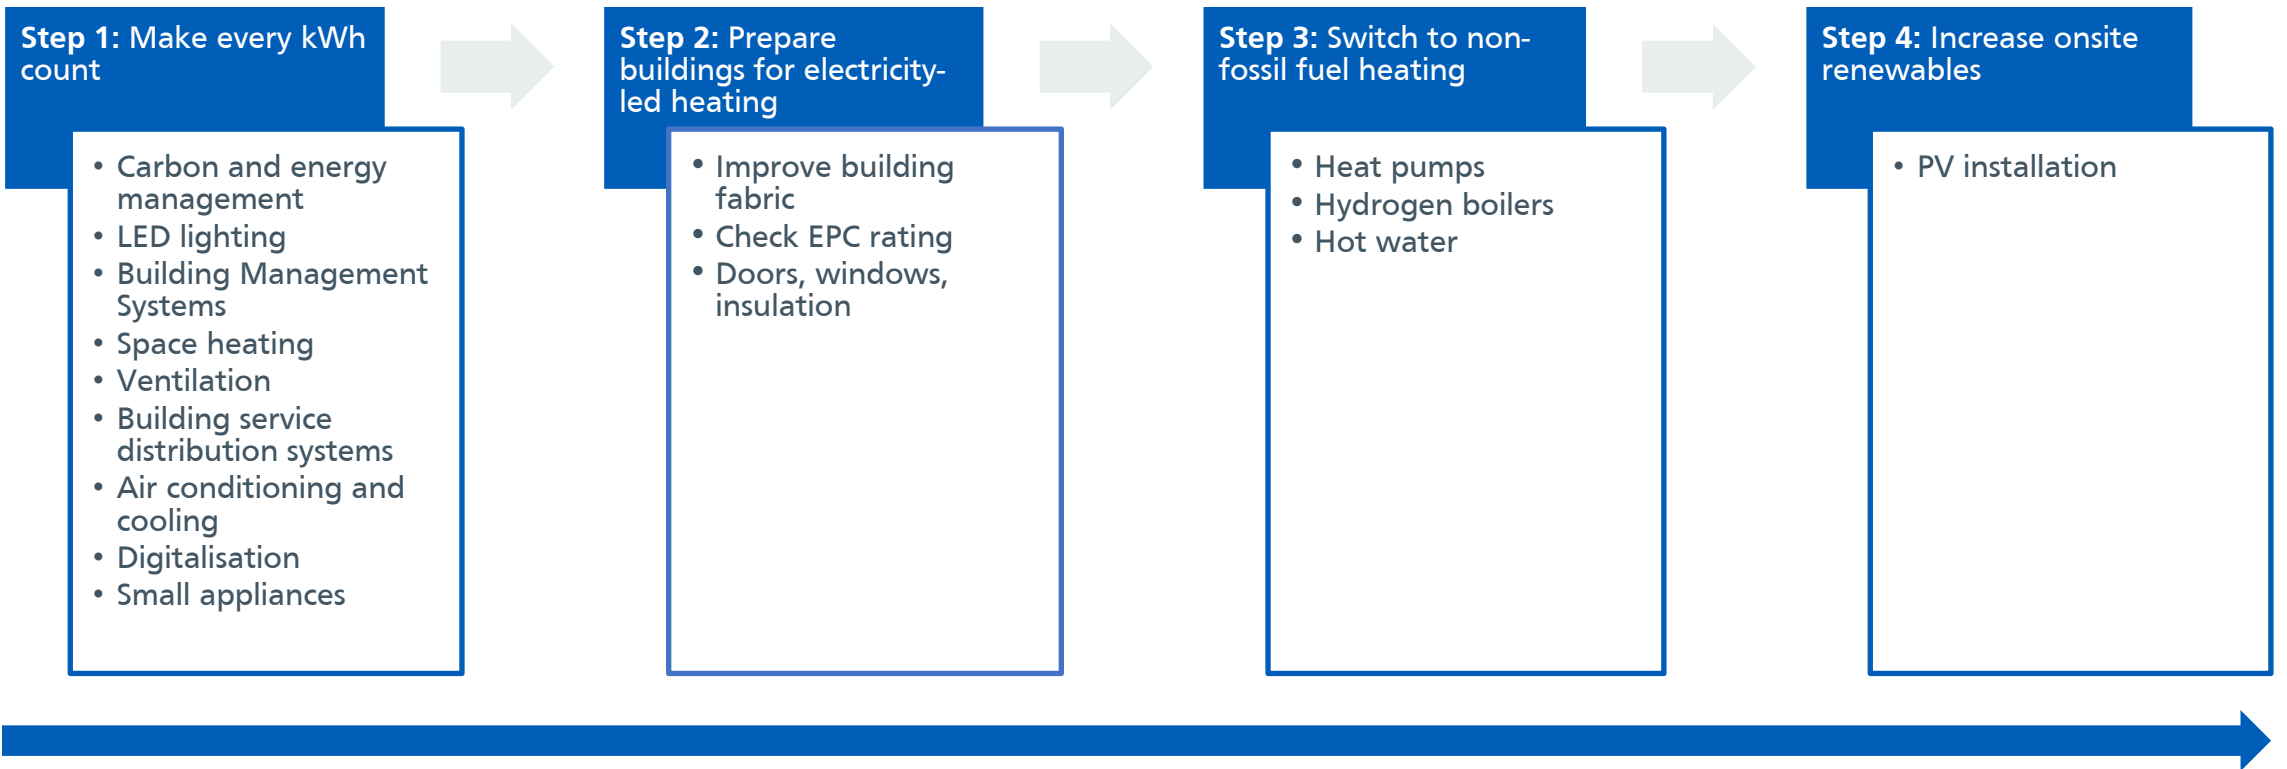 Step 1: Make every kWh
count
• Carbon and energy
management
• LED lighting
• Building Management
Systems
• Space heating
• Ventilation
• Building service
distribution systems
• Air conditioning and
cooling
• Digitalisation
• Small appliances
Step 2: Prepare
buildings for electricity-
led heating
• Improve building
fabric
• Check EPC rating
• Doors, windows,
insulation
Step 3: Switch to non-
fossil fuel heating
• Heat pumps
• Hydrogen boilers
• Hot water
Step 4: Increase onsite
renewables
• PV installation